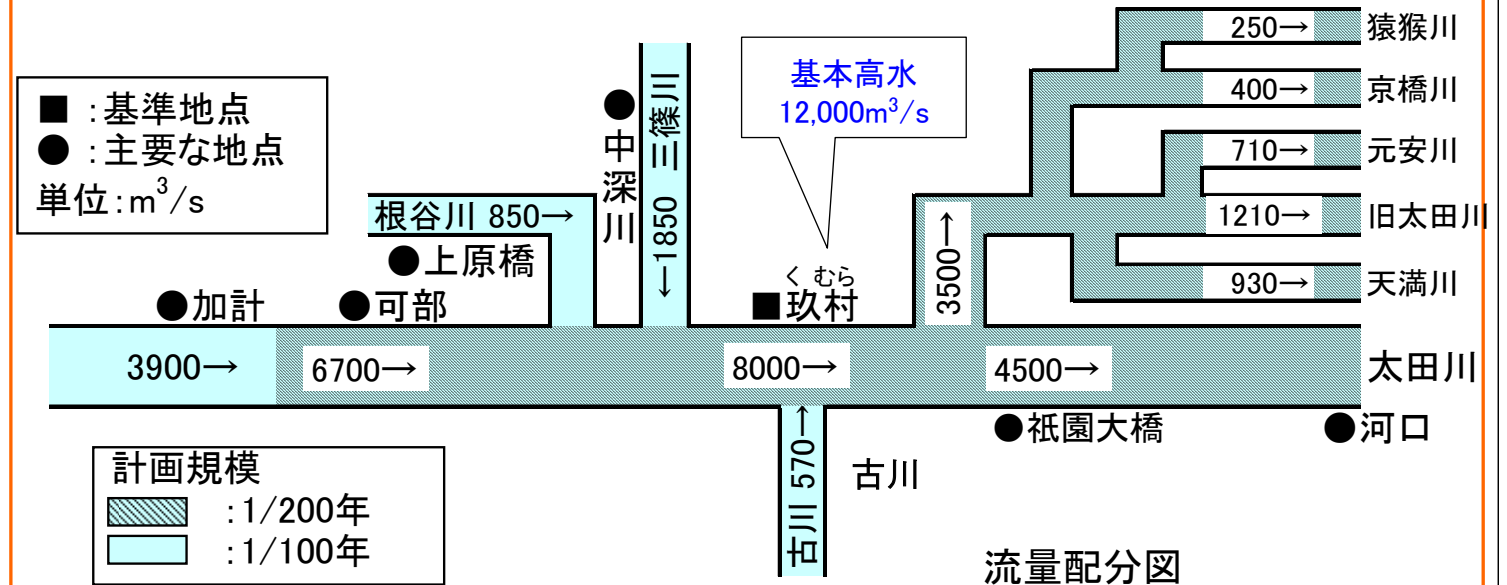 ■:基準地点
●:主要な地点
単位:m³/s
根谷川 850→
●上原橋
●中深川
←1850 三篠川
基本高水
12,000m³/s
250→ 猿猴川
400→ 京橋川
710→ 元安川
1210→ 旧太田川
930→ 天満川
3500→
●加計
●可部
く むら
■玖村
3900→
6700→
8000→
4500→
太田川
●祇園大橋
●河口
古川 570→
古川
計画規模
:1/200年
:1/100年
流量配分図